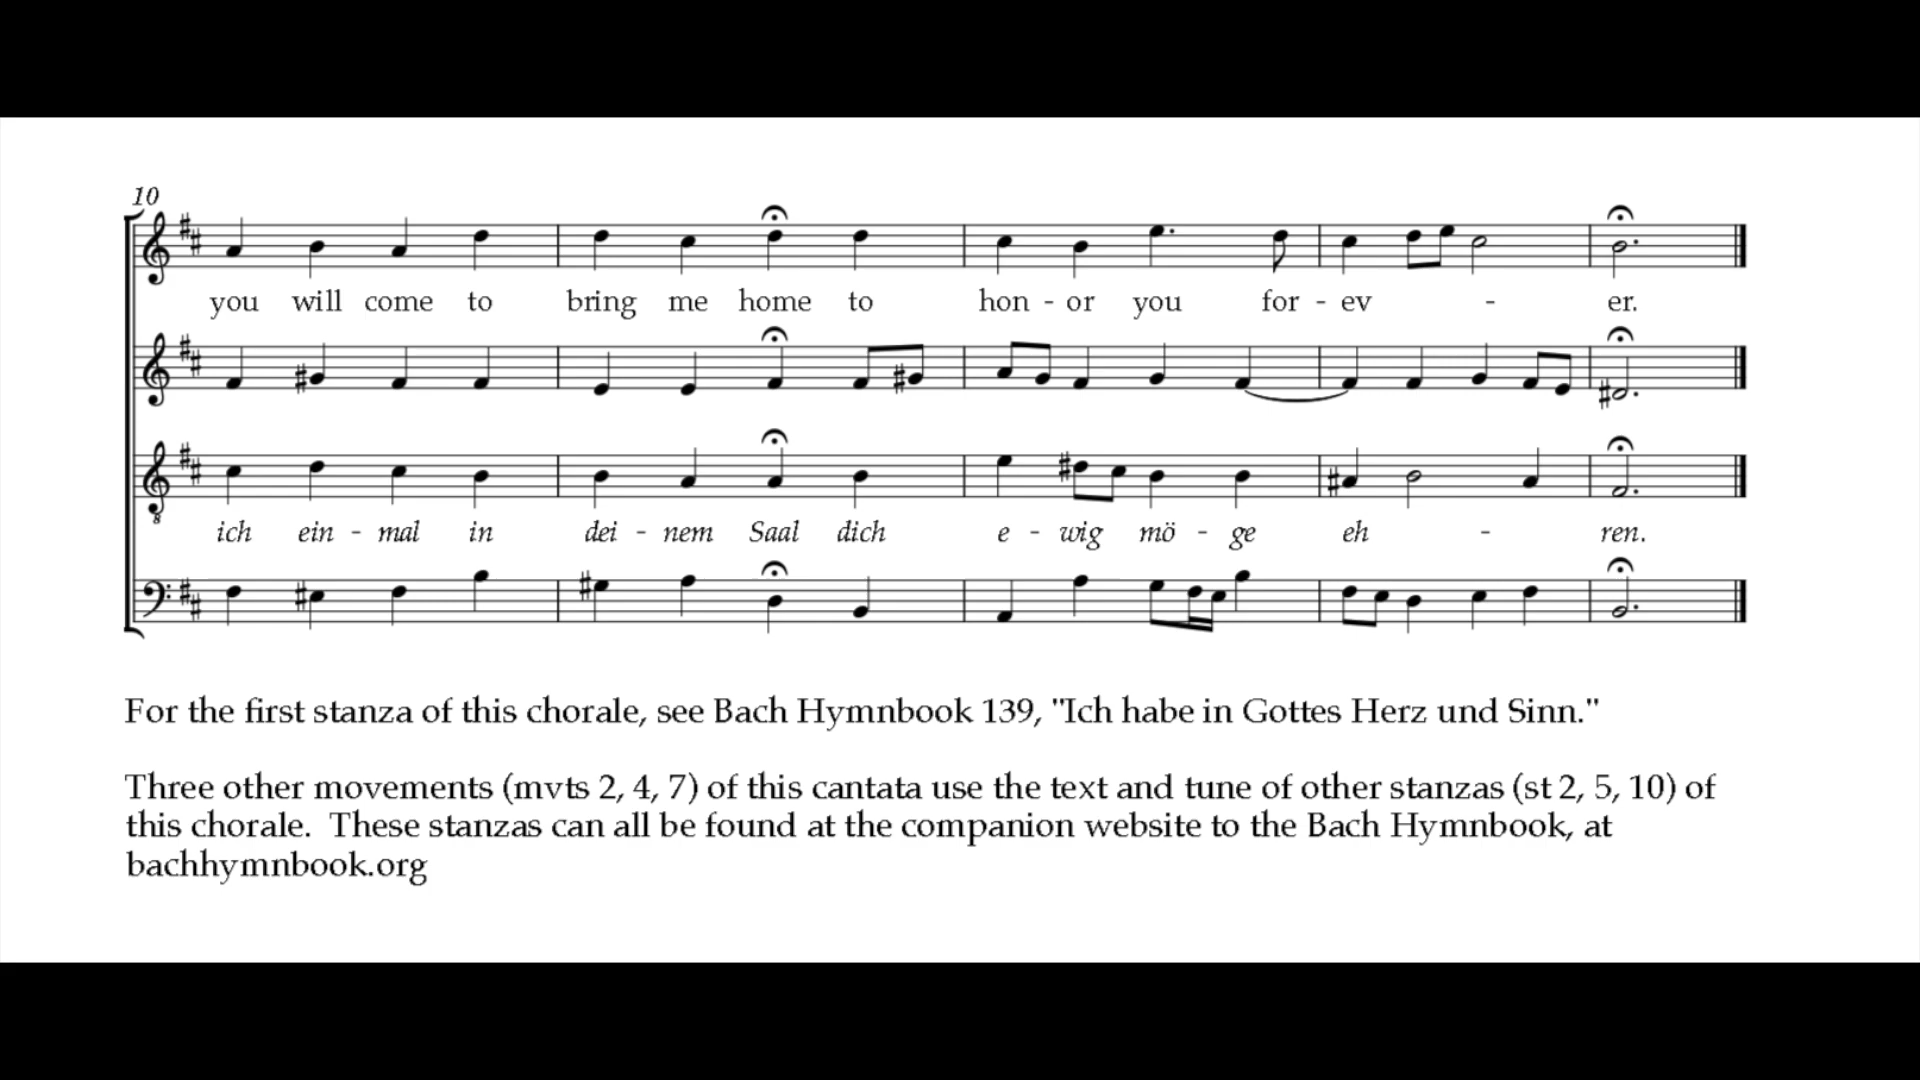 10
you will come to bring me home to hon - or you for - ev - er.
ich ein - mal in dei - nem Saal dich e - wig mö - ge eh - ren.
For the first stanza of this chorale, see Bach Hymnbook 139, "Ich habe in Gottes Herz und Sinn."
Three other movements (mvts 2, 4, 7) of this cantata use the text and tune of other stanzas (st 2, 5, 10) of
this chorale. These stanzas can all be found at the companion website to the Bach Hymnbook, at
bachhymnbook.org